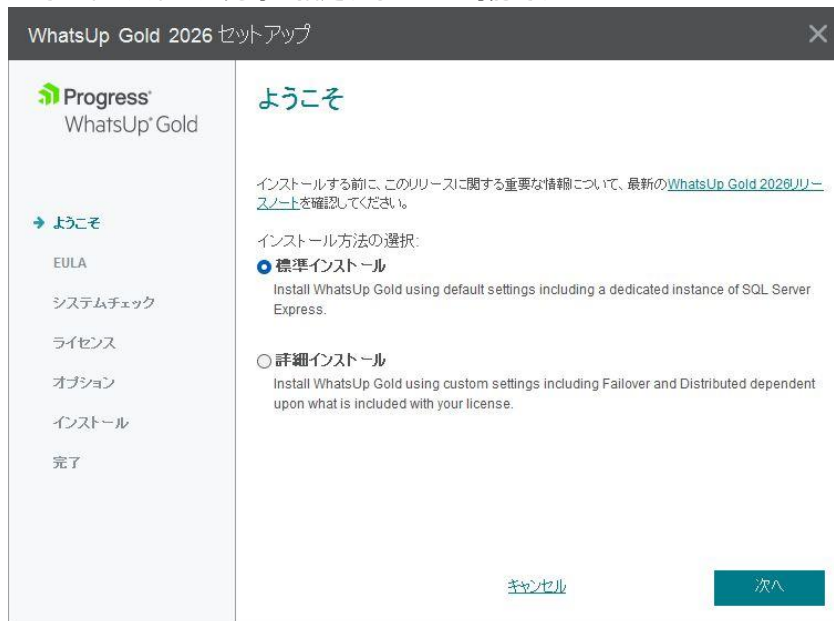 WhatsUp Gold 2026 セットアップ
Progress®
WhatsUp® Gold
ようこそ
EULA
システムチェック
ライセンス
オプション
インストール
完了
ようこそ
インストールする前に、このリリースに関する重要な情報について、最新のWhatsUp Gold 2026リリー
スノートを確認してください。
インストール方法の選択:
標準インストール
Install WhatsUp Gold using default settings including a dedicated instance of SQL Server
Express.
詳細インストール
Install WhatsUp Gold using custom settings including Failover and Distributed dependent
upon what is included with your license.
キャンセル
次へ